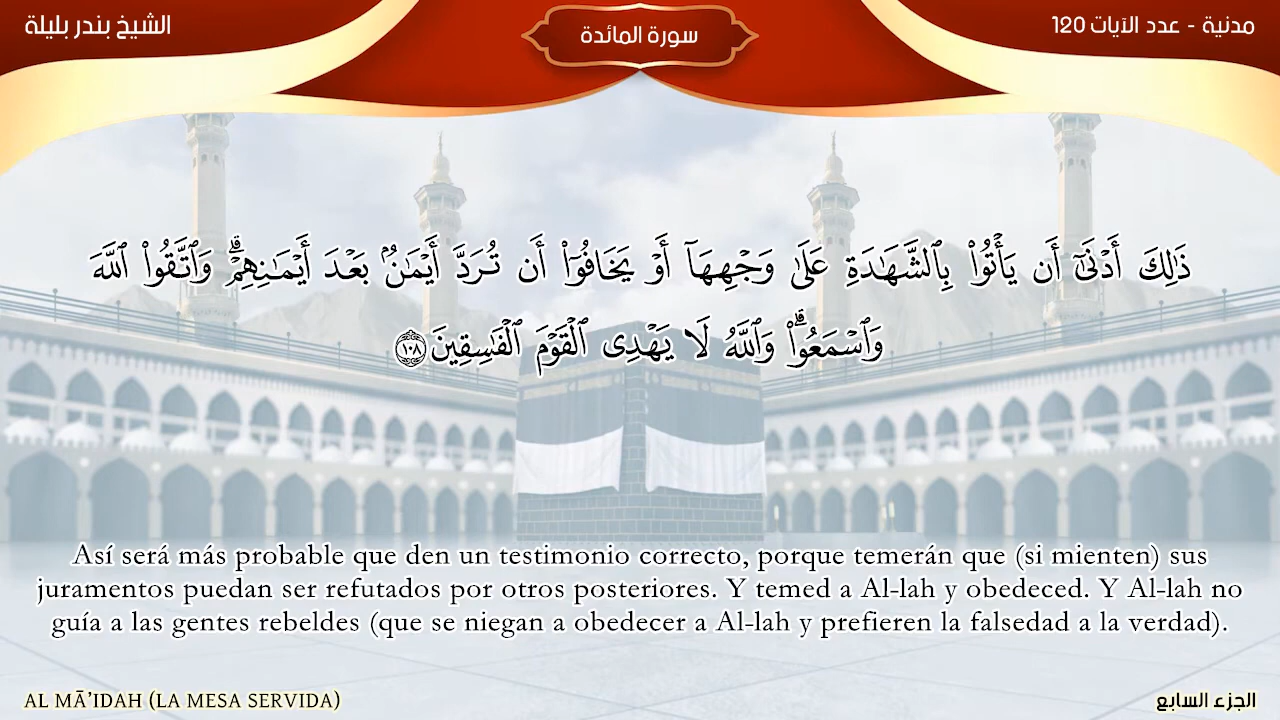 الشيخ بندر بليلة
سورة المائدة
مدنية - عدد الآيات 120
ذَٰلِكَ أَدۡنَىٰٓ أَن يَأۡتُواْ بِٱلشَّهَٰدَةِ عَلَىٰ وَجۡهِهَآ أَوۡ يَخَافُوٓاْ أَن تُرَدَّ أَيۡمَٰنُۢ بَعۡدَ أَيۡمَٰنِهِمۡۗ وَٱتَّقُواْ ٱللَّهَ
وَٱسۡمَعُواْۗ وَٱللَّهُ لَا يَهۡدِي ٱلۡقَوۡمَ ٱلۡفَٰسِقِينَ ١٠٨
Así será más probable que den un testimonio correcto, porque temerán que (si mienten) sus
juramentos puedan ser refutados por otros posteriores. Y temed a Al-lah y obedeced. Y Al-lah no
guía a las gentes rebeldes (que se niegan a obedecer a Al-lah y prefieren la falsedad a la verdad).
AL MĀ’IDAH (LA MESA SERVIDA)
الجزء السابع